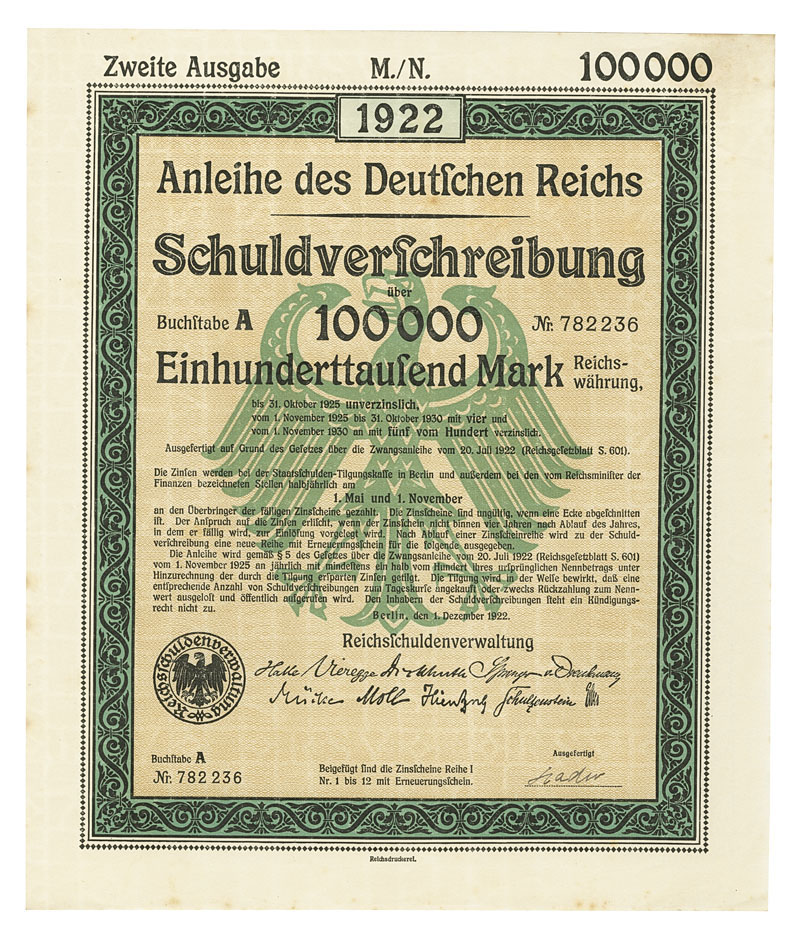 Zweite Ausgabe M./N. 100000
1922
Anleihe des Deutſchen Reichs
Schuldverſchreibung
über
Buchſtabe A 100000 Nr. 782236
Einhunderttauſend Mark Reichs-
währung,
bis 31. Oktober 1925 unverzinslich,
vom 1. November 1925 bis 31. Oktober 1930 mit vier und
vom 1. November 1930 an mit fünf vom Hundert verzinslich.
Ausgefertigt auf Grund des Geſetzes über die Zwangsanleihe vom 20. Juli 1922 (Reichsgeſetzblatt S. 601).
Die Zinſen werden bei der Staatsſchulden-Tilgungskaſſe in Berlin und außerdem bei den vom Reichsminiſter der
Finanzen bezeichneten Stellen halbjährlich am
1. Mai und 1. November
an den Überbringer der fälligen Zinsſcheine gezahlt. Die Zinsſcheine ſind ungültig, wenn eine Ecke abgeſchnitten
iſt. Der Anſpruch auf die Zinſen erliſcht, wenn der Zinsſchein nicht binnen vier Jahren nach Ablauf des Jahres,
in dem er fällig wird, zur Einlöſung vorgelegt wird. Nach Ablauf einer Zinsſcheinreihe wird zu der Schuld-
verſchreibung eine neue Reihe mit Erneuerungsſchein für die folgende ausgegeben.
Die Anleihe wird gemäß § 5 des Geſetzes über die Zwangsanleihe vom 20. Juli 1922 (Reichsgeſetzblatt S. 601)
vom 1. November 1925 an jährlich mit mindeſtens ein halb vom Hundert ihres urſprünglichen Nennbetrags unter
Hinzurechnung der durch die Tilgung erſparten Zinſen getilgt. Die Tilgung wird in der Weiſe bewirkt, daß eine
entſprechende Anzahl von Schuldverſchreibungen zum Tageskurſe angekauft oder zwecks Rückzahlung zum Nenn-
wert ausgeloſt und öffentlich aufgerufen wird. Den Inhabern der Schuldverſchreibungen ſteht ein Kündigungs-
recht nicht zu.
Berlin, den 1. Dezember 1922.
Reichsſchuldenverwaltung
Reichsſchuldenverwaltung
Halle Vieregge Springer
Mücke Moll Schulzenstein
Buchſtabe A
Nr. 782236
Beigefügt ſind die Zinsſcheine Reihe I
Nr. 1 bis 12 mit Erneuerungsſchein.
Ausgefertigt
Reichsdruckerei.